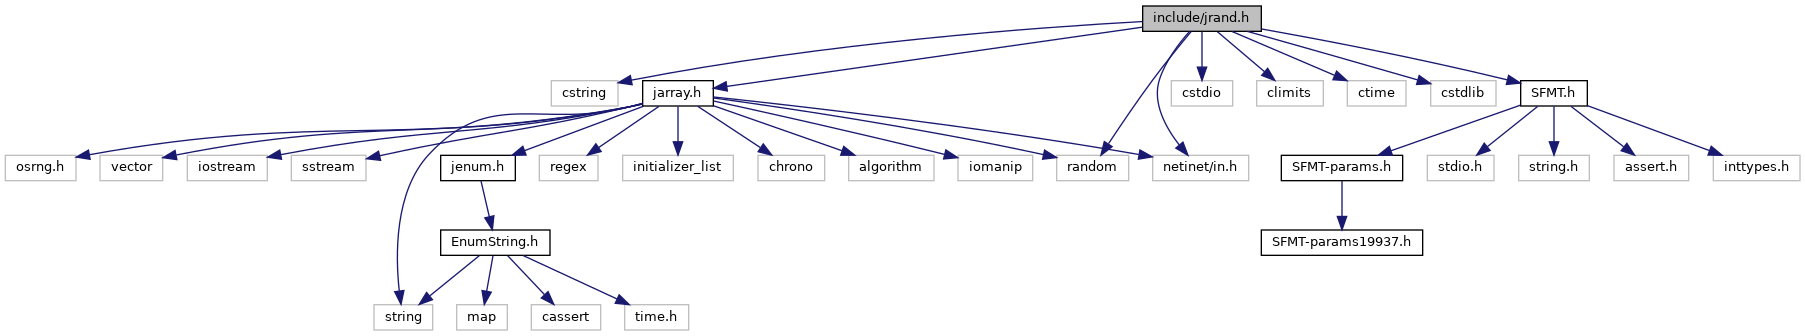 include/jrand.h
cstring
jarray.h
cstdio
climits
ctime
cstdlib
SFMT.h
osrng.h
vector
iostream
sstream
jenum.h
regex
initializer_list
chrono
algorithm
iomanip
random
netinet/in.h
SFMT-params.h
stdio.h
string.h
assert.h
inttypes.h
EnumString.h
SFMT-params19937.h
string
map
cassert
time.h